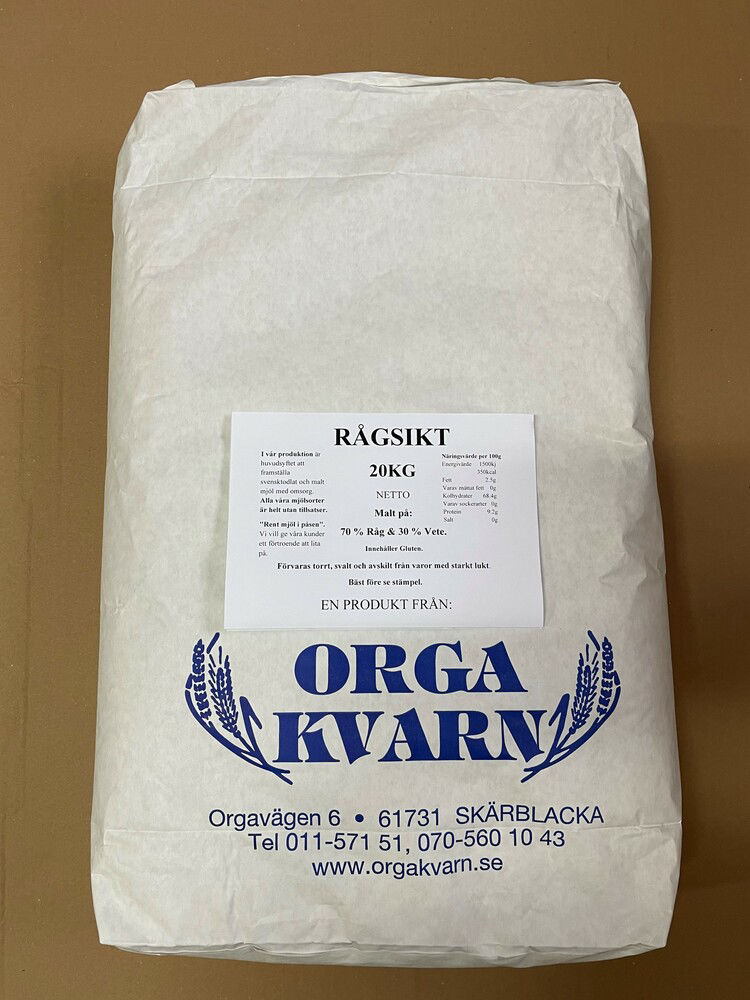 RÅGSIKT
I vår produktion är
huvudsyftet att
framställa
svensktodlat och malt
mjöl med omsorg.
Alla våra mjölsorter
är helt utan tillsatser.
"Rent mjöl i påsen".
Vi vill ge våra kunder
ett förtroende att lita
på.
20KG
NETTO
Malt på:
70 % Råg & 30 % Vete.
Innehåller Gluten.
Näringsvärde per 100g
Energivärde 1500kj
350kcal
Fett 2.5g
Varav mättat fett 0g
Kolhydrater 68.4g
Varav sockerarter 0g
Protein 9.2g
Salt 0g
Förvaras torrt, svalt och avskilt från varor med starkt lukt.
Bäst före se stämpel.
EN PRODUKT FRÅN:
ORGA
KVARN
Orgavägen 6 • 61731 SKÄRBLACKA
Tel 011-571 51, 070-560 10 43
www.orgakvarn.se